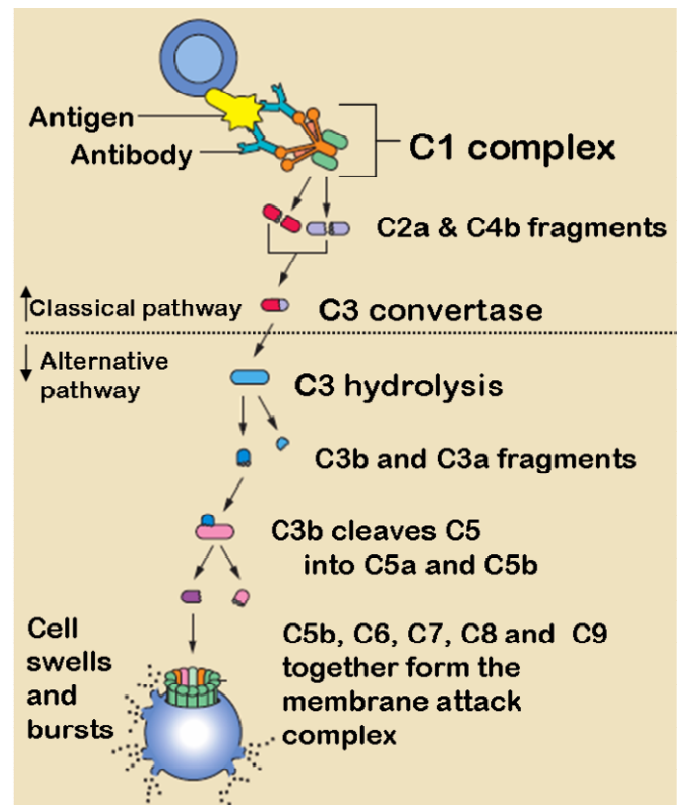 Antigen
Antibody
C1 complex
C2a & C4b fragments
Classical pathway
C3 convertase
Alternative
pathway
C3 hydrolysis
C3b and C3a fragments
C3b cleaves C5
into C5a and C5b
Cell
swells
and
bursts
C5b, C6, C7, C8 and C9
together form the
membrane attack
complex